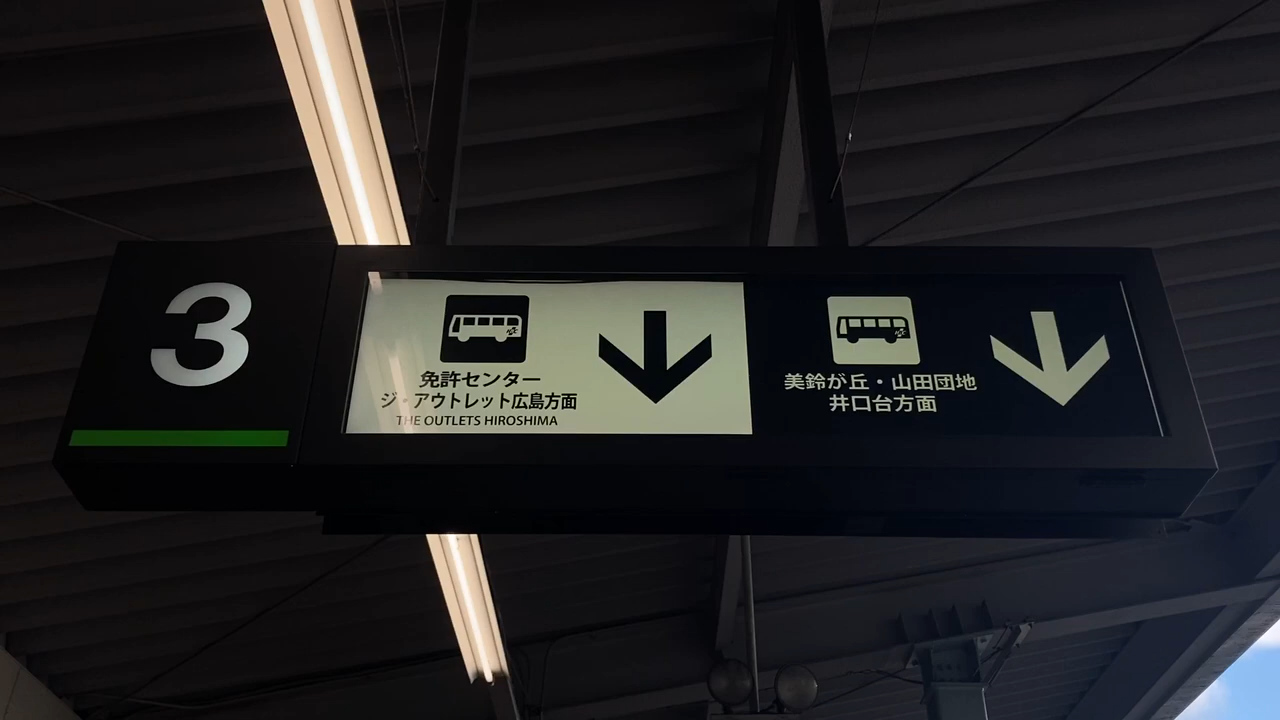 3
免許センター
ジ・アウトレット広島方面
THE OUTLETS HIROSHIMA
美鈴が丘・山田団地
井口台方面